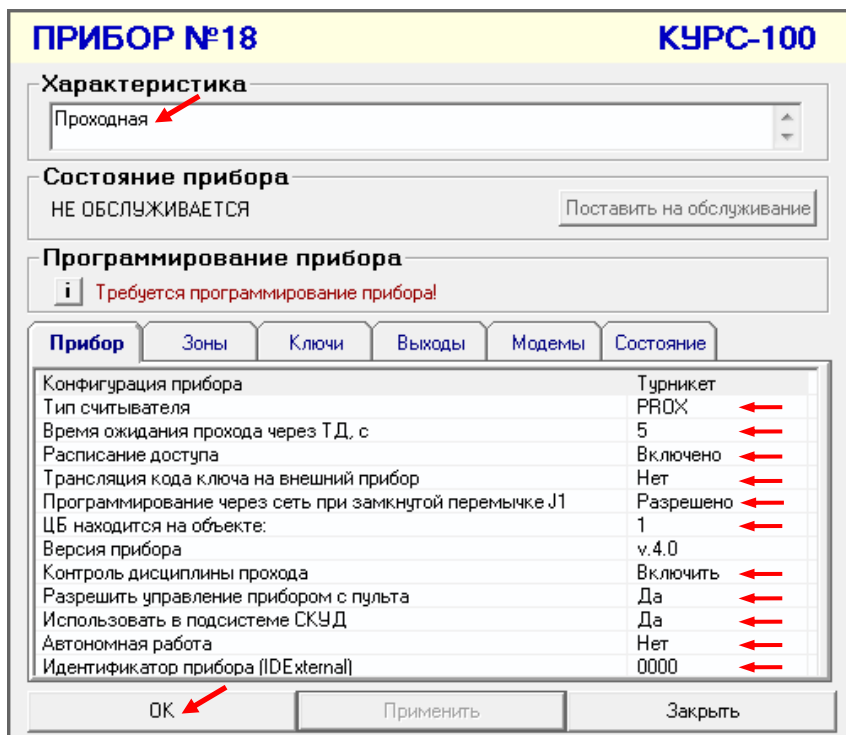 ПРИБОР №18 КУРС-100
Характеристика
Проходная
Состояние прибора
НЕ ОБСЛУЖИВАЕТСЯ Поставить на обслуживание
Программирование прибора
i Требуется программирование прибора!
Прибор Зоны Ключи Выходы Модемы Состояние
Конфигурация прибора Турникет
Тип считывателя PROX
Время ожидания прохода через ТД, с 5
Расписание доступа Включено
Трансляция кода ключа на внешний прибор Нет
Программирование через сеть при замкнутой перемычке J1 Разрешено
ЦБ находится на объекте: 1
Версия прибора v.4.0
Контроль дисциплины прохода Включить
Разрешить управление прибором с пульта Да
Использовать в подсистеме СКУД Да
Автономная работа Нет
Идентификатор прибора (IDExternal) 0000
OK Применить Закрыть